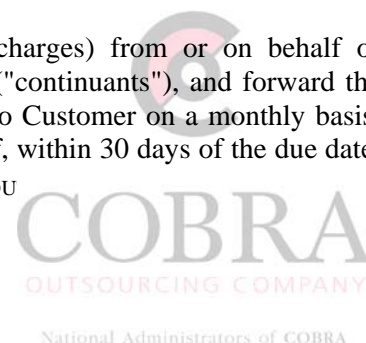 charges) from or on behalf o
("continuants"), and forward th
o Customer on a monthly basis
f, within 30 days of the due date
OU
COBRA
OUTSOURCING COMPANY
National Administrators of COBRA